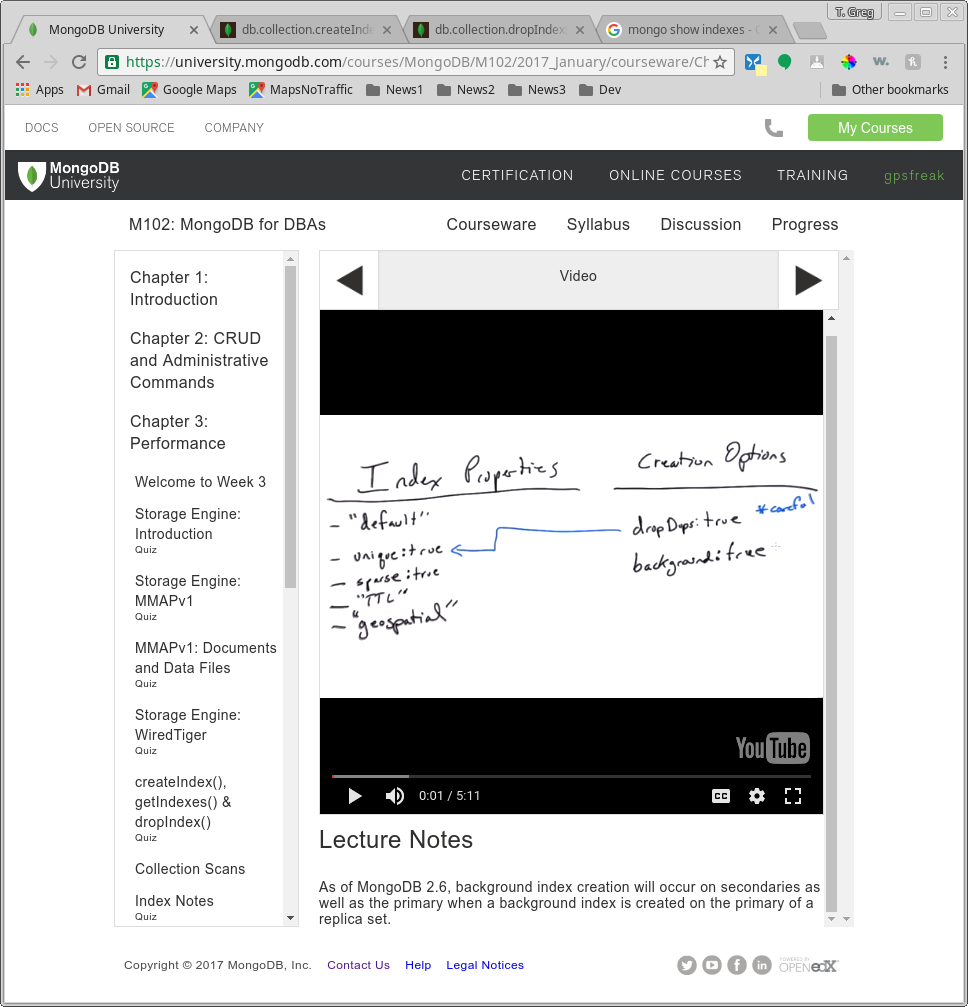 T. Greg
MongoDB University
db.collection.createInde
db.collection.dropIndex
mongo show indexes - G
https://university.mongodb.com/courses/MongoDB/M102/2017_January/courseware/Ch
Apps
Gmail
Google Maps
MapsNoTraffic
News1
News2
News3
Dev
Other bookmarks
DOCS
OPEN SOURCE
COMPANY
My Courses
MongoDB
University
CERTIFICATION
ONLINE COURSES
TRAINING
gpsfreak
M102: MongoDB for DBAs
Courseware
Syllabus
Discussion
Progress
Chapter 1:
Introduction
Chapter 2: CRUD
and Administrative
Commands
Chapter 3:
Performance
Welcome to Week 3
Storage Engine:
Introduction
Quiz
Storage Engine:
MMAPv1
Quiz
MMAPv1: Documents
and Data Files
Quiz
Storage Engine:
WiredTiger
Quiz
createIndex(),
getIndexes() &
dropIndex()
Quiz
Collection Scans
Index Notes
Quiz
Video
Index Properties
- "default"
- unique:true
- sparse:true
- "TTL"
- "geospatial"
Creation Options
dropDups:true
*careful
background:true
YouTube
0:01 / 5:11
CC
Lecture Notes
As of MongoDB 2.6, background index creation will occur on secondaries as
well as the primary when a background index is created on the primary of a
replica set.
Copyright © 2017 MongoDB, Inc.
Contact Us
Help
Legal Notices
POWERED BY
OPEN edX